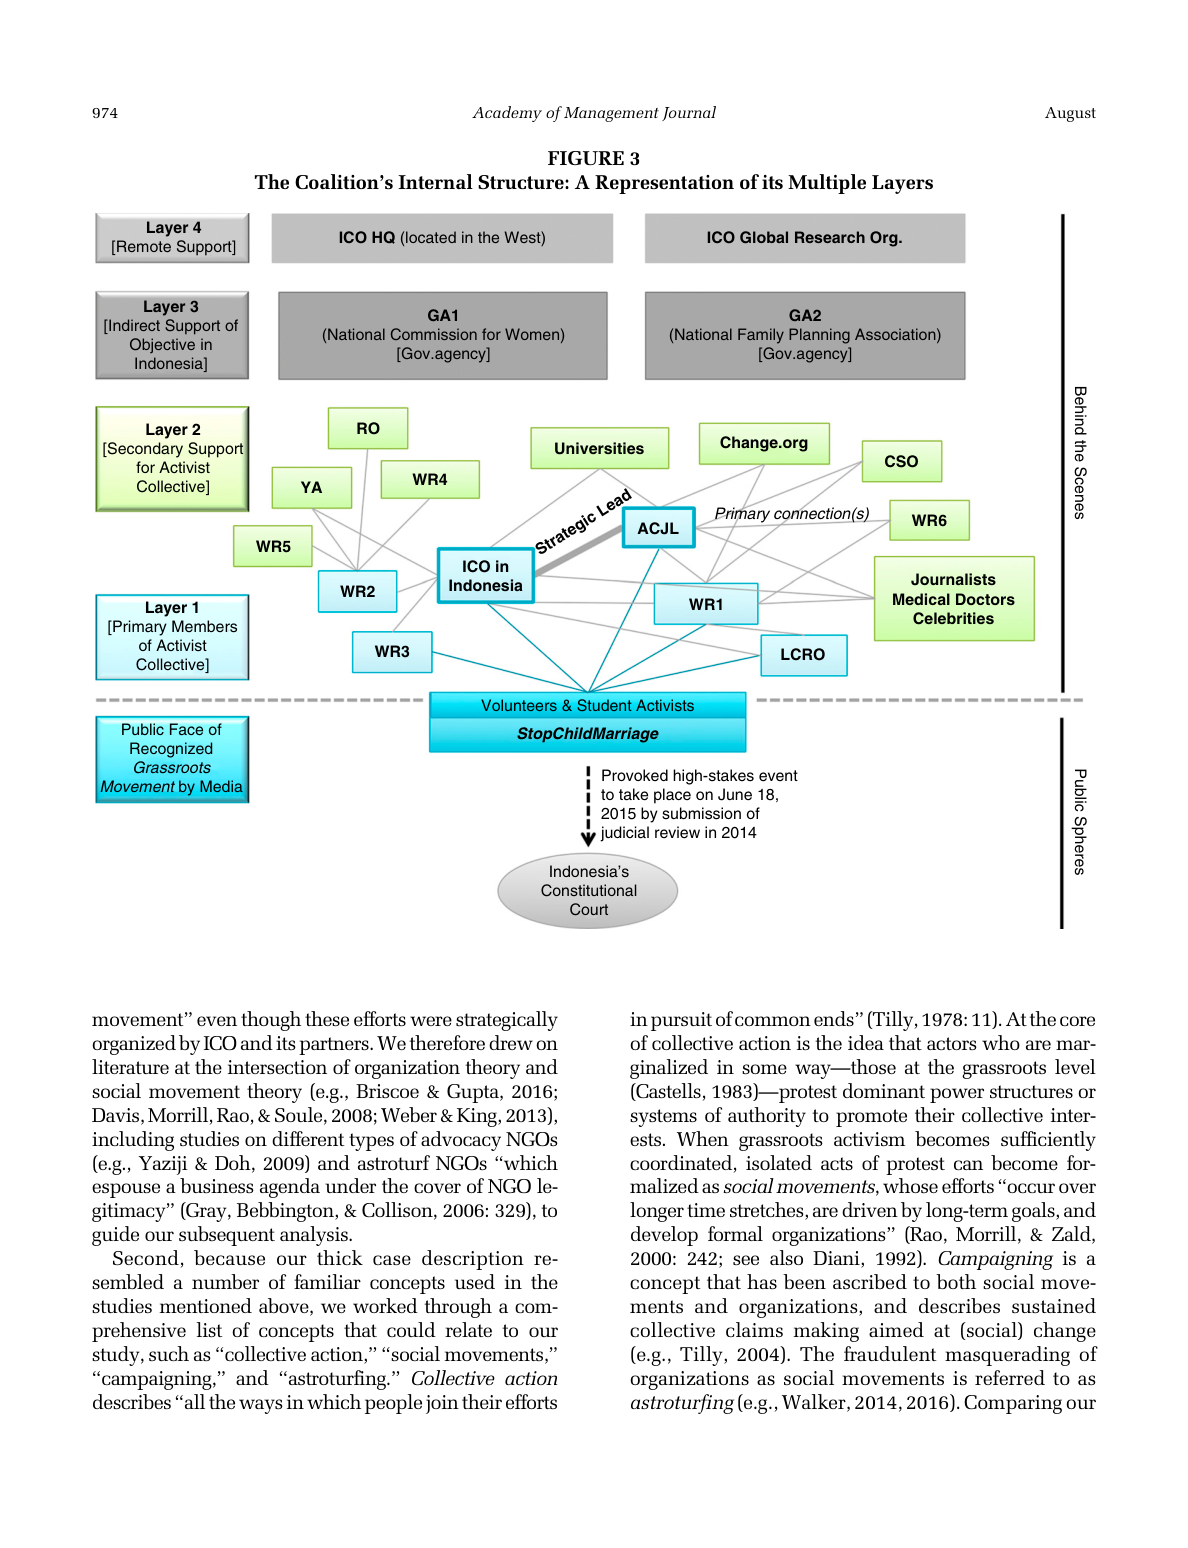 974
Academy of Management Journal
August
FIGURE 3
The Coalition's Internal Structure: A Representation of its Multiple Layers
Layer 4
[Remote Support]
ICO HQ (located in the West)
ICO Global Research Org.
Layer 3
[Indirect Support of
Objective in
Indonesia]
GA1
(National Commission for Women)
[Gov.agency]
GA2
(National Family Planning Association)
[Gov.agency]
Behind the Scenes
Layer 2
[Secondary Support
for Activist
Collective]
RO
YA
WR4
WR5
Universities
Change.org
CSO
WR6
Journalists
Medical Doctors
Celebrities
Strategic Lead
Primary connection(s)
ACJL
ICO in
Indonesia
WR2
WR1
WR3
LCRO
Layer 1
[Primary Members
of Activist
Collective]
Volunteers & Student Activists
StopChildMarriage
Public Face of
Recognized
Grassroots
Movement by Media
Provoked high-stakes event
to take place on June 18,
2015 by submission of
judicial review in 2014
Public Spheres
Indonesia's
Constitutional
Court
movement” even though these efforts were strategically
organized by ICO and its partners. We therefore drew on
literature at the intersection of organization theory and
social movement theory (e.g., Briscoe & Gupta, 2016;
Davis, Morrill, Rao, & Soule, 2008; Weber & King, 2013),
including studies on different types of advocacy NGOs
(e.g., Yaziji & Doh, 2009) and astroturf NGOs “which
espouse a business agenda under the cover of NGO le-
gitimacy” (Gray, Bebbington, & Collison, 2006: 329), to
guide our subsequent analysis.
Second, because our thick case description re-
sembled a number of familiar concepts used in the
studies mentioned above, we worked through a com-
prehensive list of concepts that could relate to our
study, such as “collective action,” “social movements,”
“campaigning,” and “astroturfing.” Collective action
describes “all the ways in which people join their efforts
in pursuit of common ends” (Tilly, 1978: 11). At the core
of collective action is the idea that actors who are mar-
ginalized in some way—those at the grassroots level
(Castells, 1983)—protest dominant power structures or
systems of authority to promote their collective inter-
ests. When grassroots activism becomes sufficiently
coordinated, isolated acts of protest can become for-
malized as social movements, whose efforts “occur over
longer time stretches, are driven by long-term goals, and
develop formal organizations” (Rao, Morrill, & Zald,
2000: 242; see also Diani, 1992). Campaigning is a
concept that has been ascribed to both social move-
ments and organizations, and describes sustained
collective claims making aimed at (social) change
(e.g., Tilly, 2004). The fraudulent masquerading of
organizations as social movements is referred to as
astroturfing (e.g., Walker, 2014, 2016). Comparing our